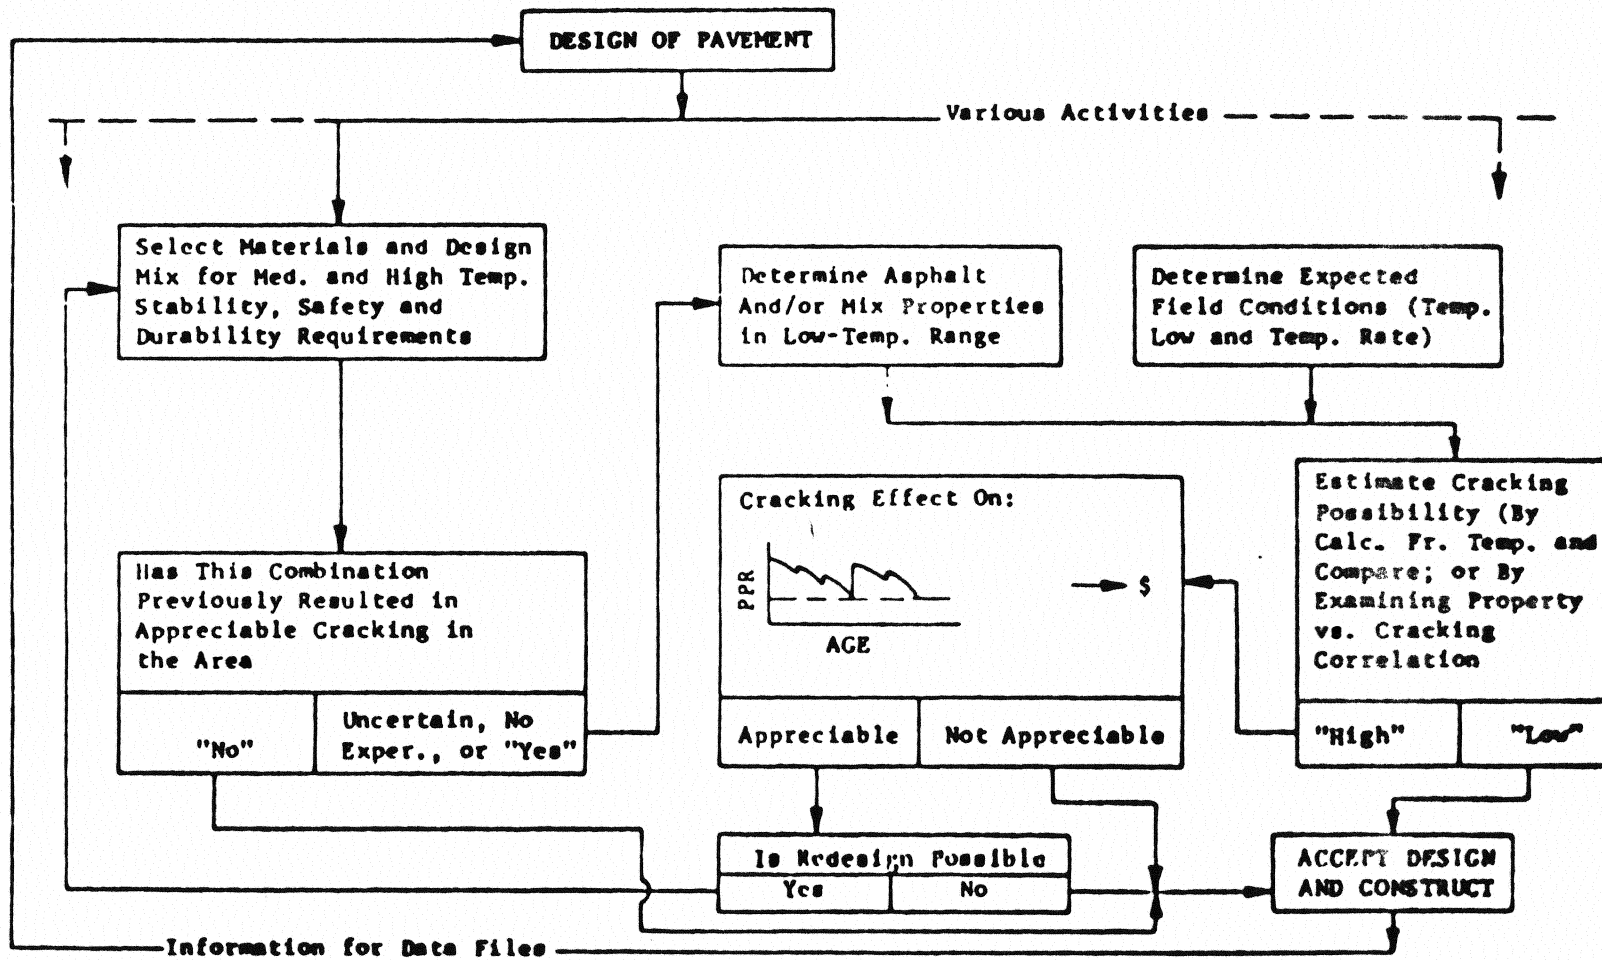 DESIGN OF PAVEMENT
Various Activities
Select Materials and Design
Mix for Med. and High Temp.
Stability, Safety and
Durability Requirements
Determine Asphalt
And/or Mix Properties
in Low-Temp. Range
Determine Expected
Field Conditions (Temp.
Low and Temp. Rate)
Has This Combination
Previously Resulted in
Appreciable Cracking in
the Area
"No"
Uncertain, No
Exper., or "Yes"
Cracking Effect On:
PPR
AGE
$
Appreciable
Not Appreciable
Estimate Cracking
Possibility (By
Calc. Fr. Temp. and
Compare; or By
Examining Property
vs. Cracking
Correlation
"High"
"Low"
Is Redesign Possible
Yes
No
ACCEPT DESIGN
AND CONSTRUCT
Information for Data Files